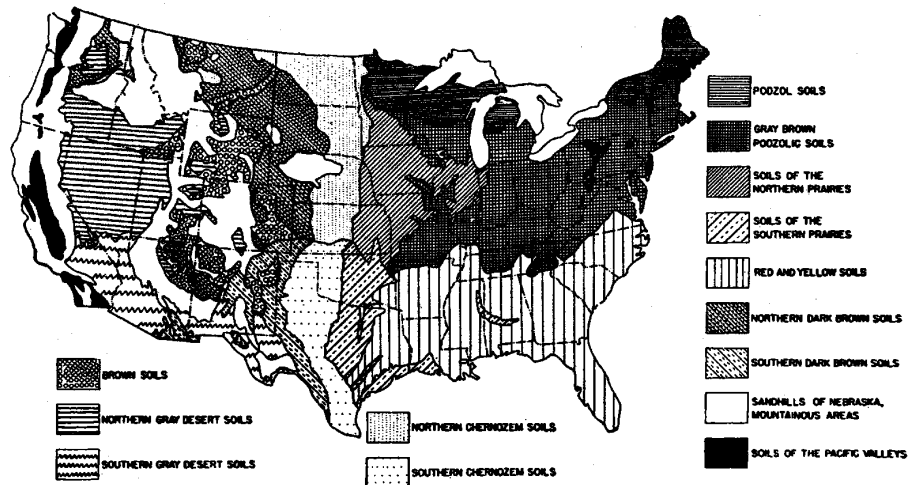 PODZOL SOILS
GRAY BROWN
PODZOLIC SOILS
SOILS OF THE
NORTHERN PRAIRIES
SOILS OF THE
SOUTHERN PRAIRIES
RED AND YELLOW SOILS
NORTHERN DARK BROWN SOILS
SOUTHERN DARK BROWN SOILS
SANDHILLS OF NEBRASKA,
MOUNTAINOUS AREAS
SOILS OF THE PACIFIC VALLEYS
BROWN SOILS
NORTHERN GRAY DESERT SOILS
SOUTHERN GRAY DESERT SOILS
NORTHERN CHERNOZEM SOILS
SOUTHERN CHERNOZEM SOILS